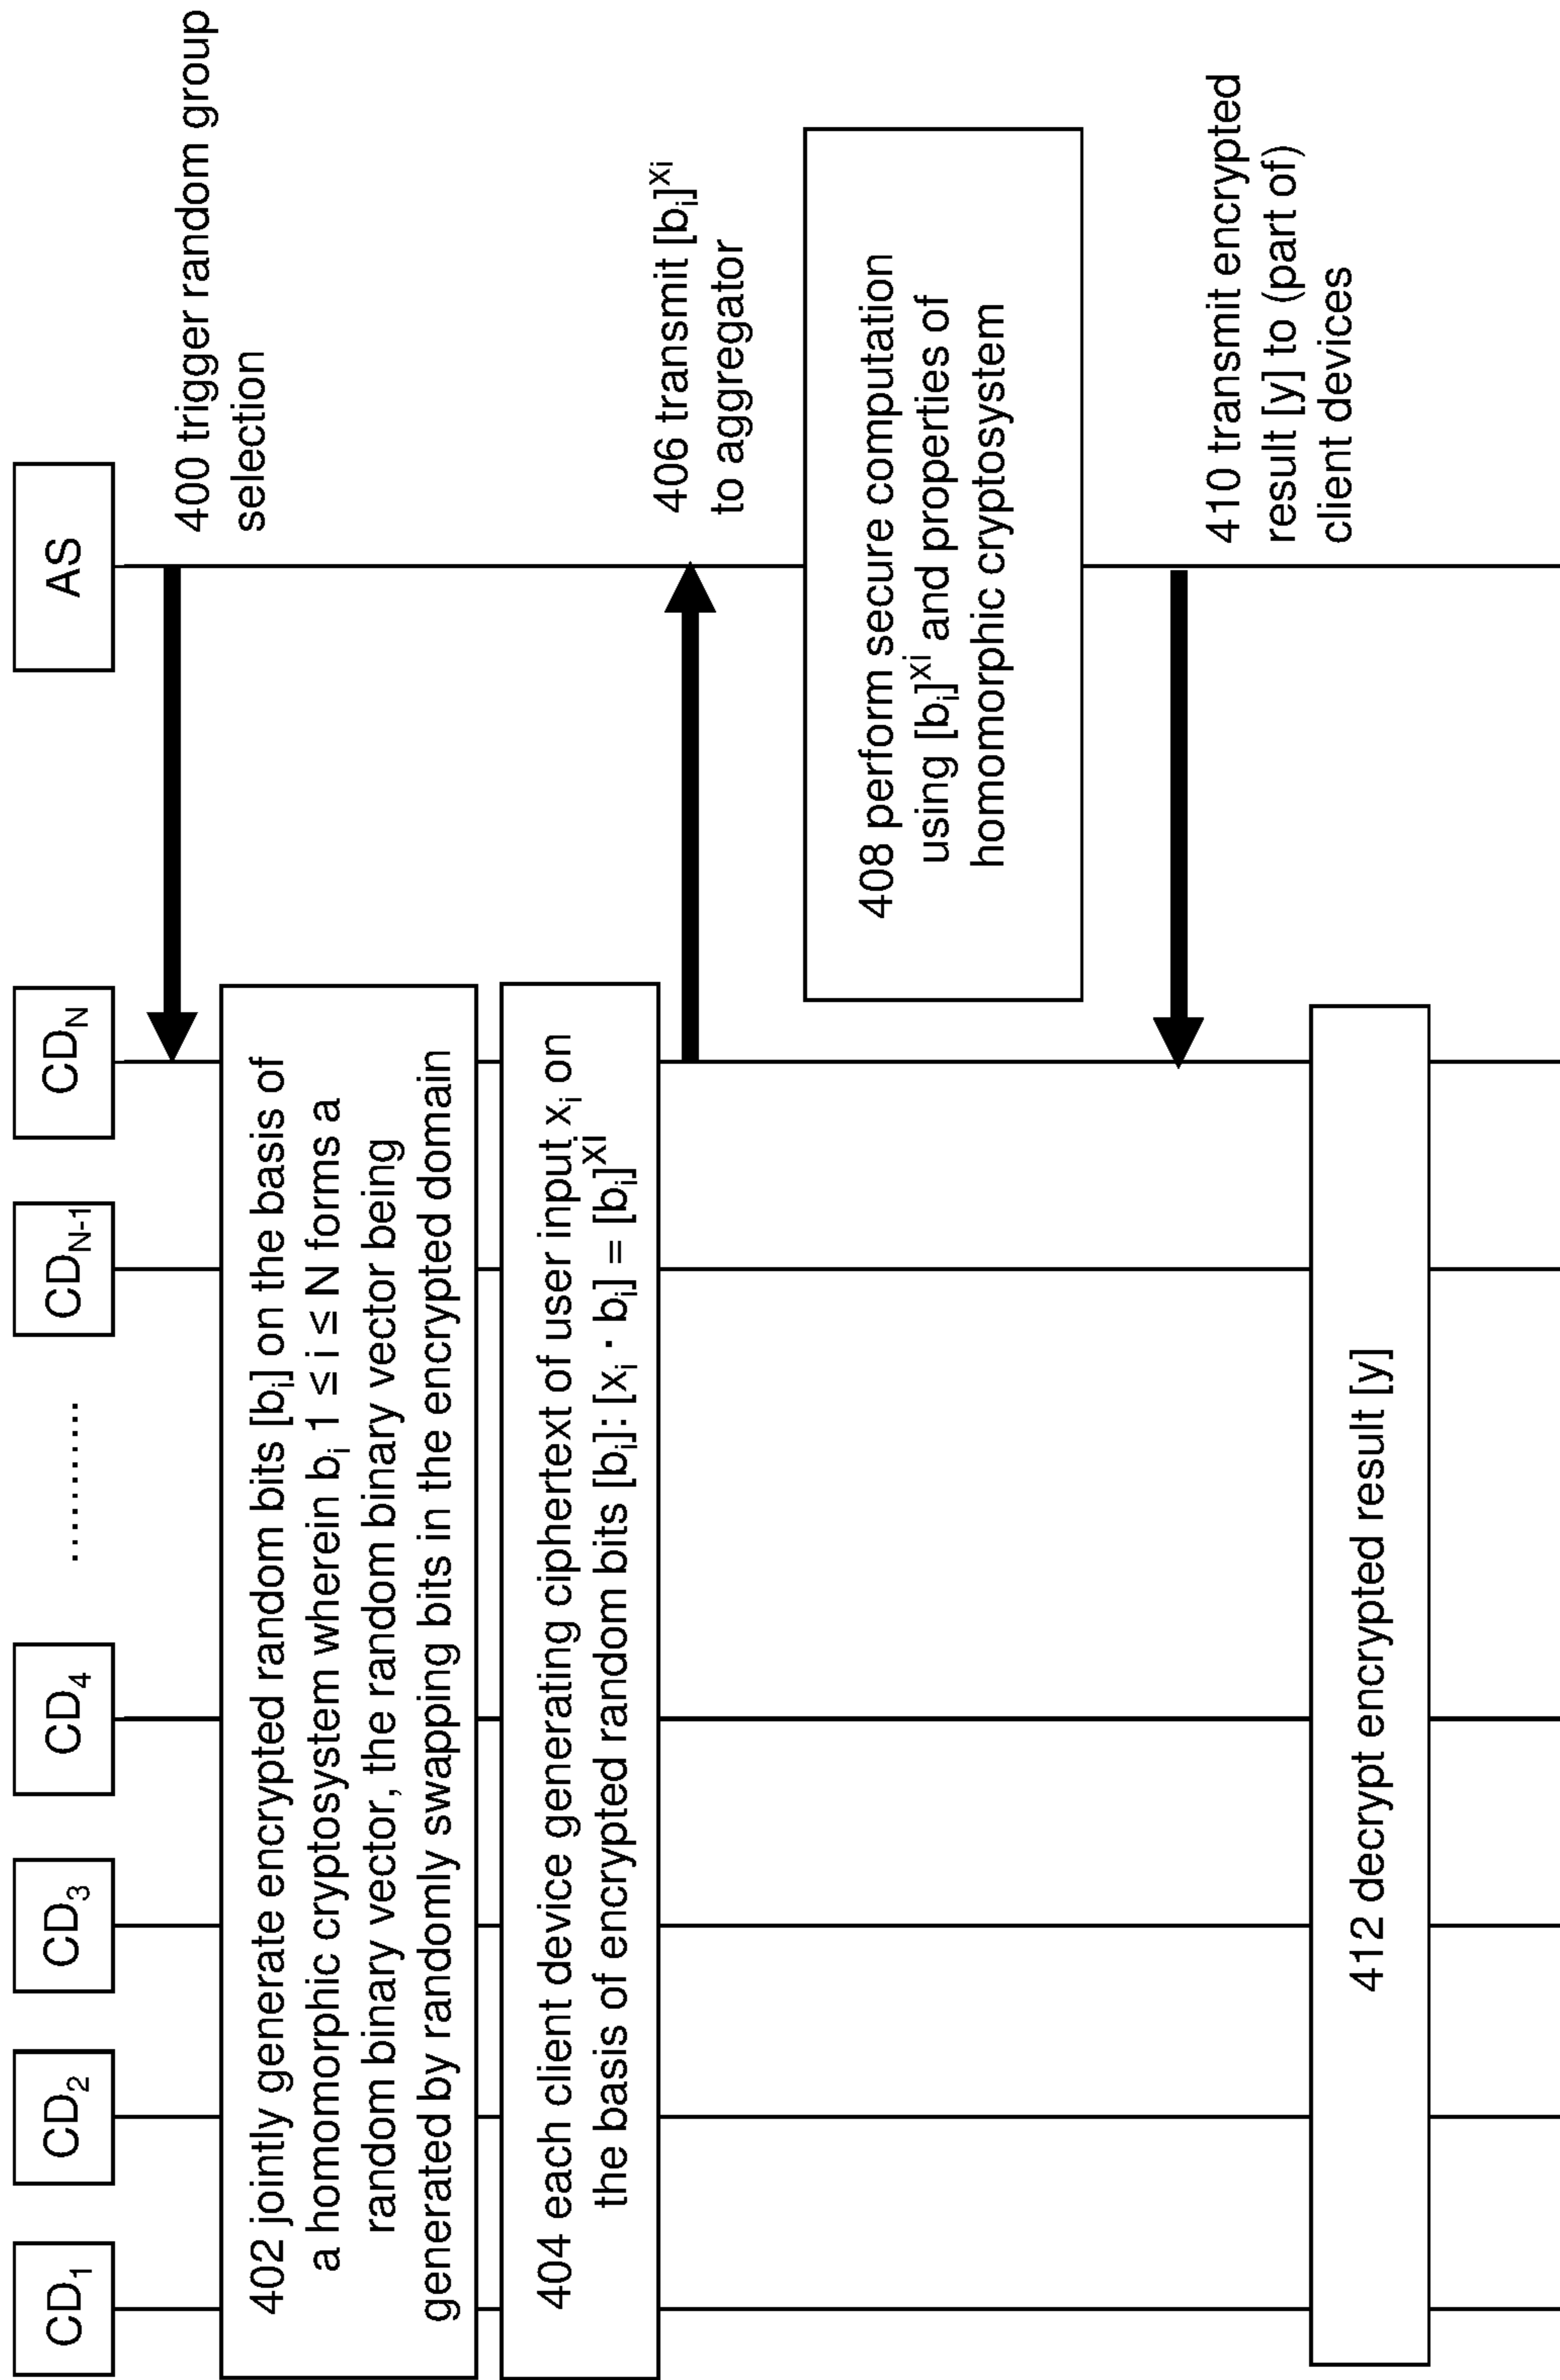 CD1
CD2
CD3
CD4
..........
CDN-1
CDN
AS
400 trigger random group
selection
402 jointly generate encrypted random bits [bi] on the basis of
a homomorphic cryptosystem wherein bi 1 ≤ i ≤ N forms a
random binary vector, the random binary vector being
generated by randomly swapping bits in the encrypted domain
404 each client device generating ciphertext of user input xi on
the basis of encrypted random bits [bi]: [xi · bi] = [bi]^xi
406 transmit [bi]^xi
to aggregator
408 perform secure computation
using [bi]^xi and properties of
homomorphic cryptosystem
410 transmit encrypted
result [y] to (part of)
client devices
412 decrypt encrypted result [y]